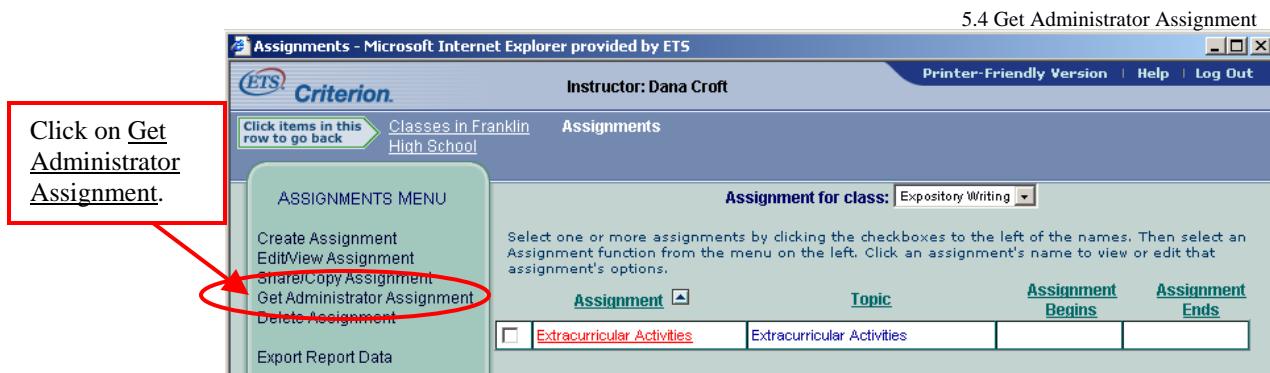 5.4 Get Administrator Assignment
Assignments - Microsoft Internet Explorer provided by ETS
ETS Criterion.
Instructor: Dana Croft
Printer-Friendly Version | Help | Log Out
Click items in this
row to go back
Classes in Franklin
High School
Assignments
Click on Get
Administrator
Assignment.
ASSIGNMENTS MENU
Create Assignment
Edit/View Assignment
Share/Copy Assignment
Get Administrator Assignment
Delete Assignment
Export Report Data
Assignment for class: Expository Writing
Select one or more assignments by clicking the checkboxes to the left of the names. Then select an
Assignment function from the menu on the left. Click an assignment's name to view or edit that
assignment's options.
Assignment
Topic
Assignment
Begins
Assignment
Ends
Extracurricular Activities
Extracurricular Activities